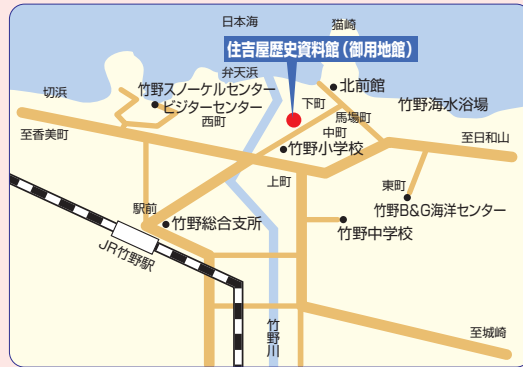 日本海
猫崎
住吉屋歴史資料館(御用地館)
弁天浜
切浜
竹野スノーケルセンター
ビジターセンター
西町
下町
北前館
馬場町
中町
竹野海水浴場
至香美町
竹野小学校
至日和山
上町
東町
駅前
竹野総合支所
竹野B&G海洋センター
竹野中学校
JR竹野駅
竹野川
至城崎